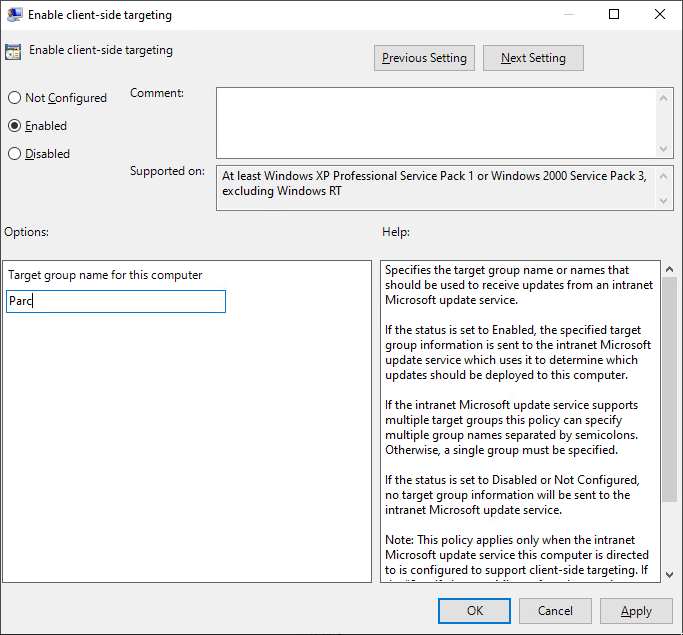 Enable client-side targeting
Enable client-side targeting
Previous Setting
Next Setting
Not Configured
Enabled
Disabled
Comment:
Supported on:
At least Windows XP Professional Service Pack 1 or Windows 2000 Service Pack 3,
excluding Windows RT
Options:
Help:
Target group name for this computer
Parc
Specifies the target group name or names that
should be used to receive updates from an intranet
Microsoft update service.
If the status is set to Enabled, the specified target
group information is sent to the intranet Microsoft
update service which uses it to determine which
updates should be deployed to this computer.
If the intranet Microsoft update service supports
multiple target groups this policy can specify
multiple group names separated by semicolons.
Otherwise, a single group must be specified.
If the status is set to Disabled or Not Configured,
no target group information will be sent to the
intranet Microsoft update service.
Note: This policy applies only when the intranet
Microsoft update service this computer is directed
to is configured to support client-side targeting. If
OK
Cancel
Apply